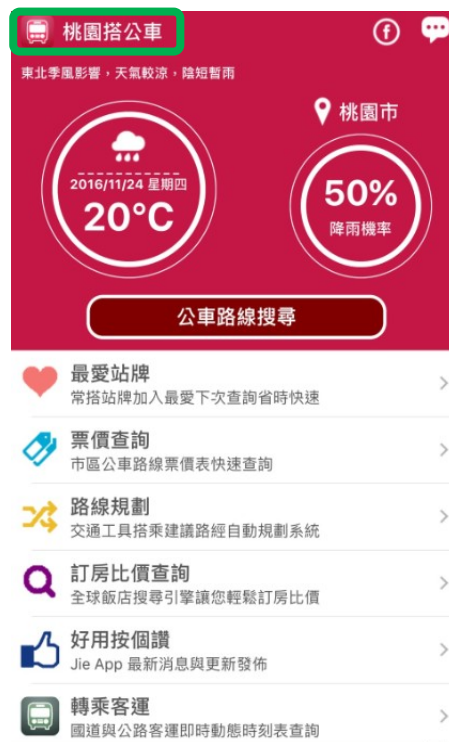 桃園搭公車
東北季風影響，天氣較涼，陰短暫雨
桃園市
2016/11/24 星期四
20°C
50%
降雨機率
公車路線搜尋
最愛站牌
常搭站牌加入最愛下次查詢省時快速
票價查詢
市區公車路線票價表快速查詢
路線規劃
交通工具搭乘建議路經自動規劃系統
訂房比價查詢
全球飯店搜尋引擎讓您輕鬆訂房比價
好用按個讚
Jie App 最新消息與更新發佈
轉乘客運
國道與公路客運即時動態時刻表查詢